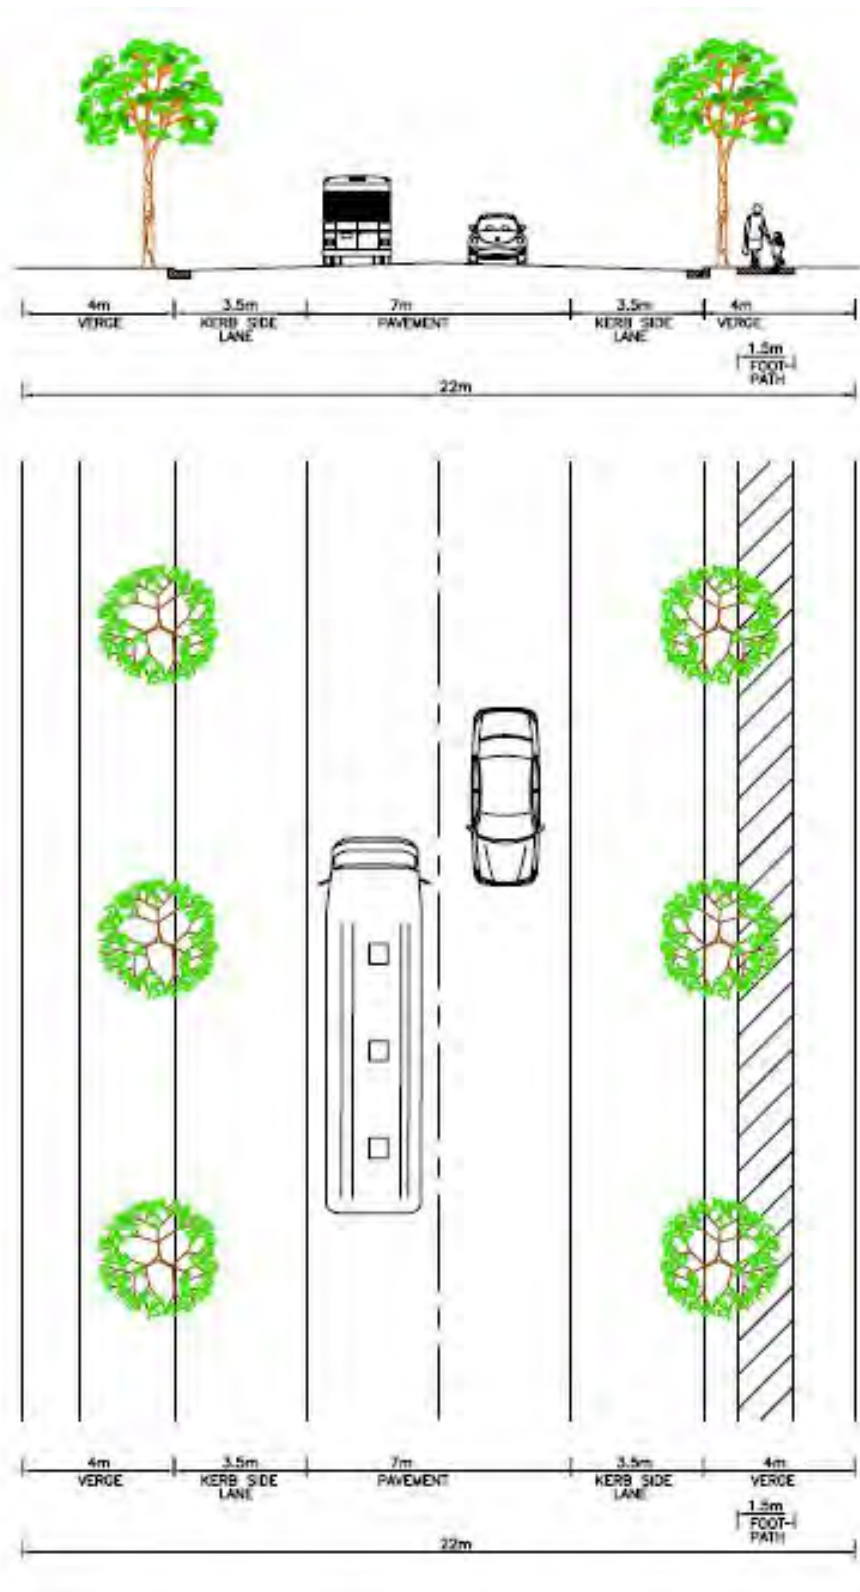 4m 3.5m 7m 3.5m 4m
VERGE KERB SIDE PAVEMENT KERB SIDE VERGE
LANE LANE
1.5m
FOOT-
PATH
22m
4m 3.5m 7m 3.5m 4m
VERGE KERB SIDE PAVEMENT KERB SIDE VERGE
LANE LANE
1.5m
FOOT-
PATH
22m